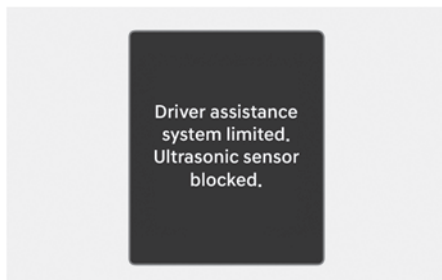 Driver assistance
system limited.
Ultrasonic sensor
blocked.